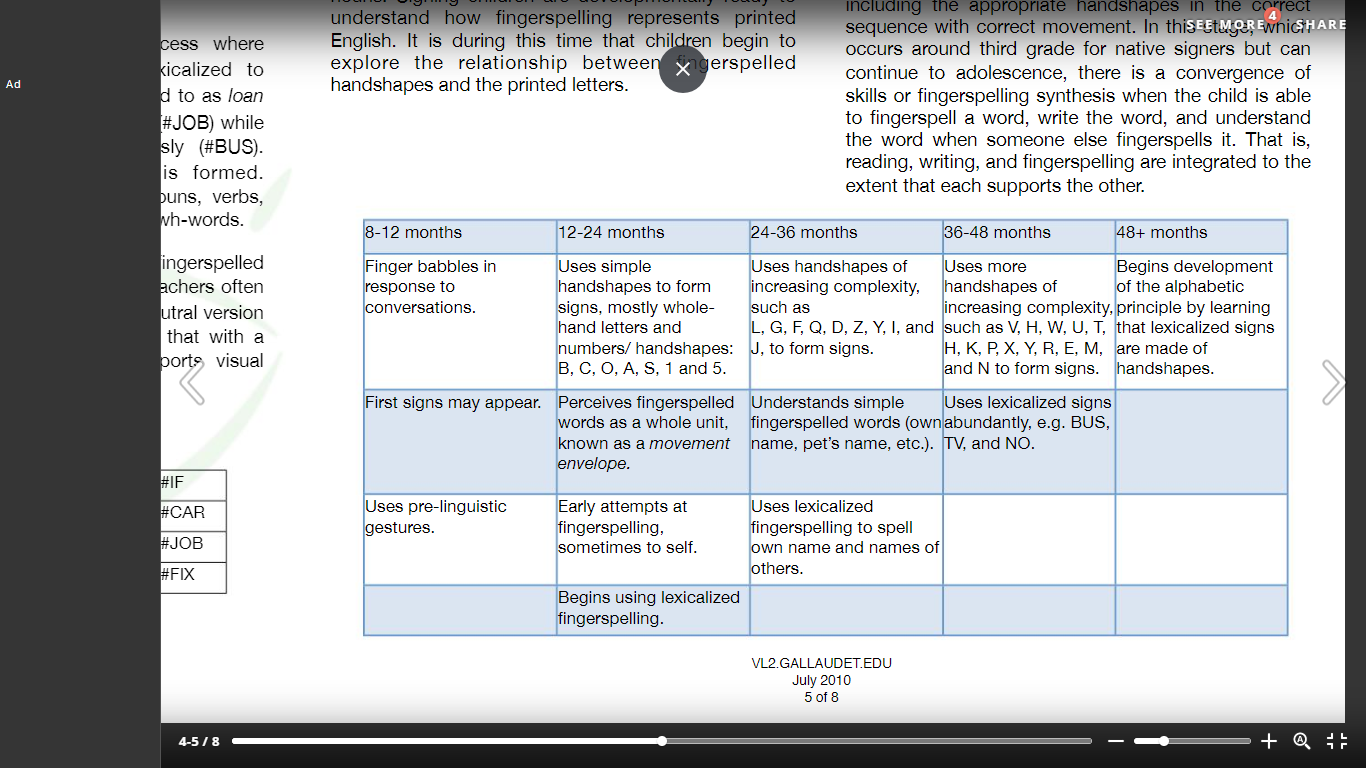 Ad
SEE MORE 4 SHARE
cess where
xicalized to
d to as loan
(#JOB) while
sly (#BUS).
is formed.
ouns, verbs,
wh-words.
ingerspelled
achers often
utral version
that with a
ports visual
#IF
#CAR
#JOB
#FIX
nouns. Signing children are developmentally ready to
understand how fingerspelling represents printed
English. It is during this time that children begin to
explore the relationship between fingerspelled
handshapes and the printed letters.
including the appropriate handshapes in the correct
sequence with correct movement. In this stage, which
occurs around third grade for native signers but can
continue to adolescence, there is a convergence of
skills or fingerspelling synthesis when the child is able
to fingerspell a word, write the word, and understand
the word when someone else fingerspells it. That is,
reading, writing, and fingerspelling are integrated to the
extent that each supports the other.
8-12 months
12-24 months
24-36 months
36-48 months
48+ months
Finger babbles in
response to
conversations.
Uses simple
handshapes to form
signs, mostly whole-
hand letters and
numbers/ handshapes:
B, C, O, A, S, 1 and 5.
Uses handshapes of
increasing complexity,
such as
L, G, F, Q, D, Z, Y, I, and
J, to form signs.
Uses more
handshapes of
increasing complexity,
such as V, H, W, U, T,
H, K, P, X, Y, R, E, M,
and N to form signs.
Begins development
of the alphabetic
principle by learning
that lexicalized signs
are made of
handshapes.
First signs may appear.
Perceives fingerspelled
words as a whole unit,
known as a movement
envelope.
Understands simple
fingerspelled words (own
name, pet's name, etc.).
Uses lexicalized signs
abundantly, e.g. BUS,
TV, and NO.
Uses pre-linguistic
gestures.
Early attempts at
fingerspelling,
sometimes to self.
Uses lexicalized
fingerspelling to spell
own name and names of
others.
Begins using lexicalized
fingerspelling.
VL2.GALLAUDET.EDU
July 2010
5 of 8
4-5 / 8